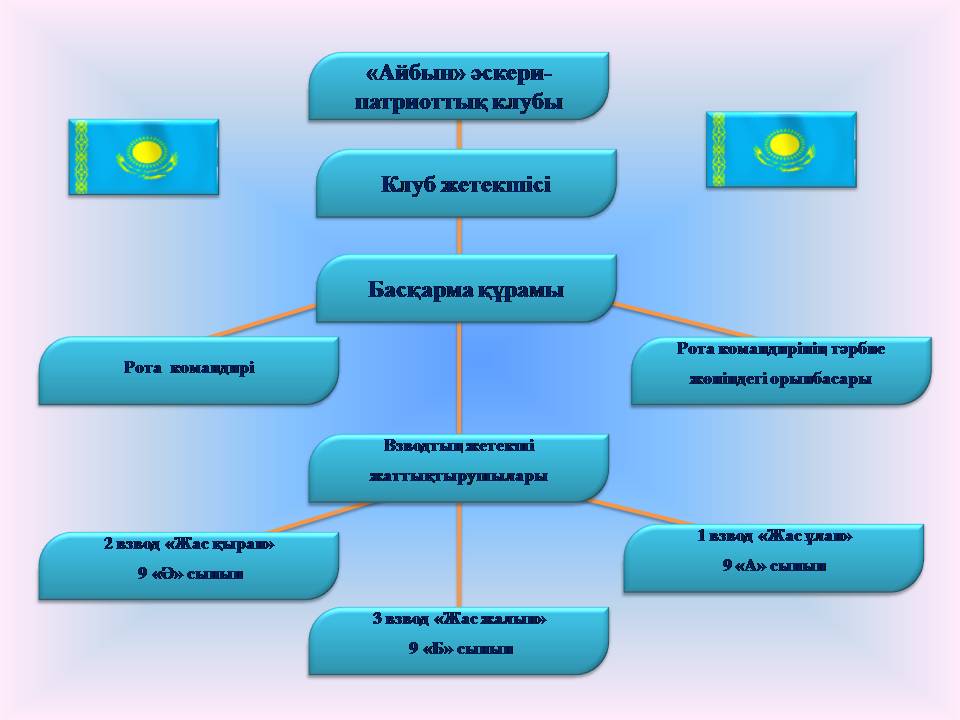 «Айбын» әскери-
патриоттық клубы
Клуб жетекшісі
Басқарма құрамы
Рота командирі
Рота командирінің тәрбие
жөніндегі орынбасары
Взводтың жетекші
жаттықтырушылары
2 взвод «Жас қыран»
9 «Ә» сынып
1 взвод «Жас ұлан»
9 «А» сынып
3 взвод «Жас жалын»
9 «Б» сынып